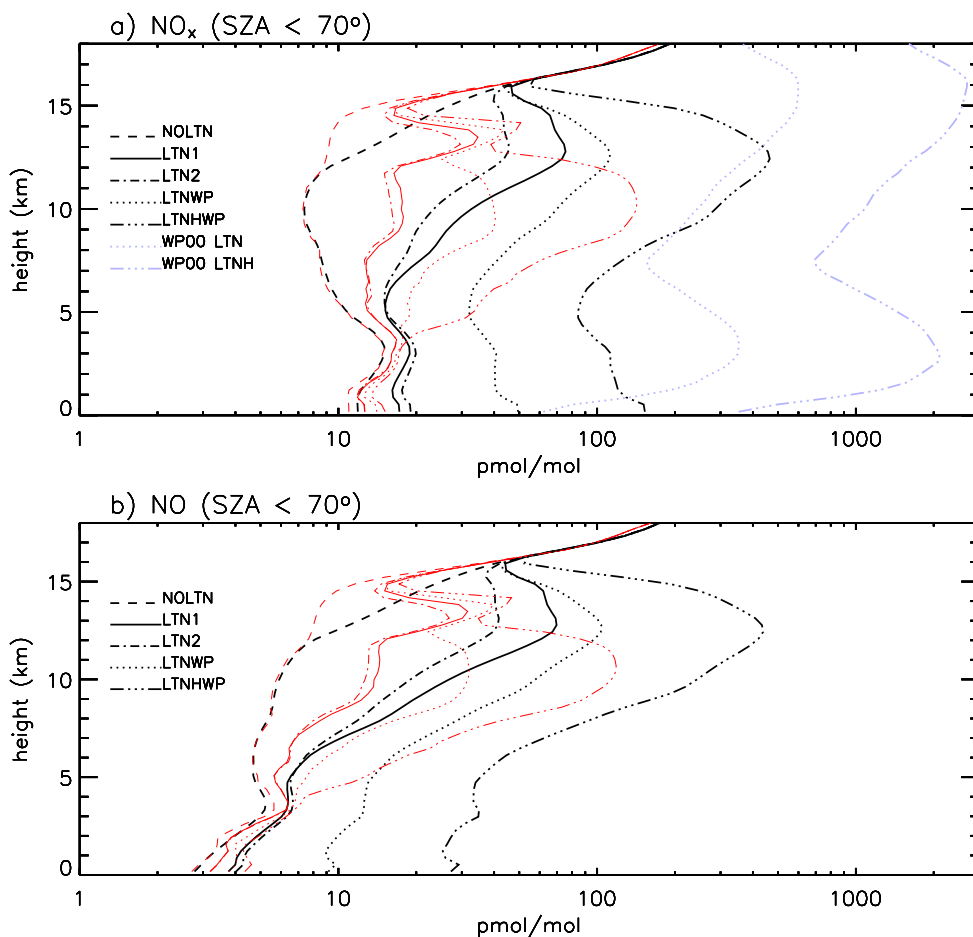 a) NOₓ (SZA < 70°)
15
10
5
0
height (km)
NOLTN
LTN1
LTN2
LTNWP
LTNHWP
WP00 LTN
WP00 LTNH
1 10 100 1000
pmol/mol
b) NO (SZA < 70°)
15
10
5
0
height (km)
NOLTN
LTN1
LTN2
LTNWP
LTNHWP
1 10 100 1000
pmol/mol